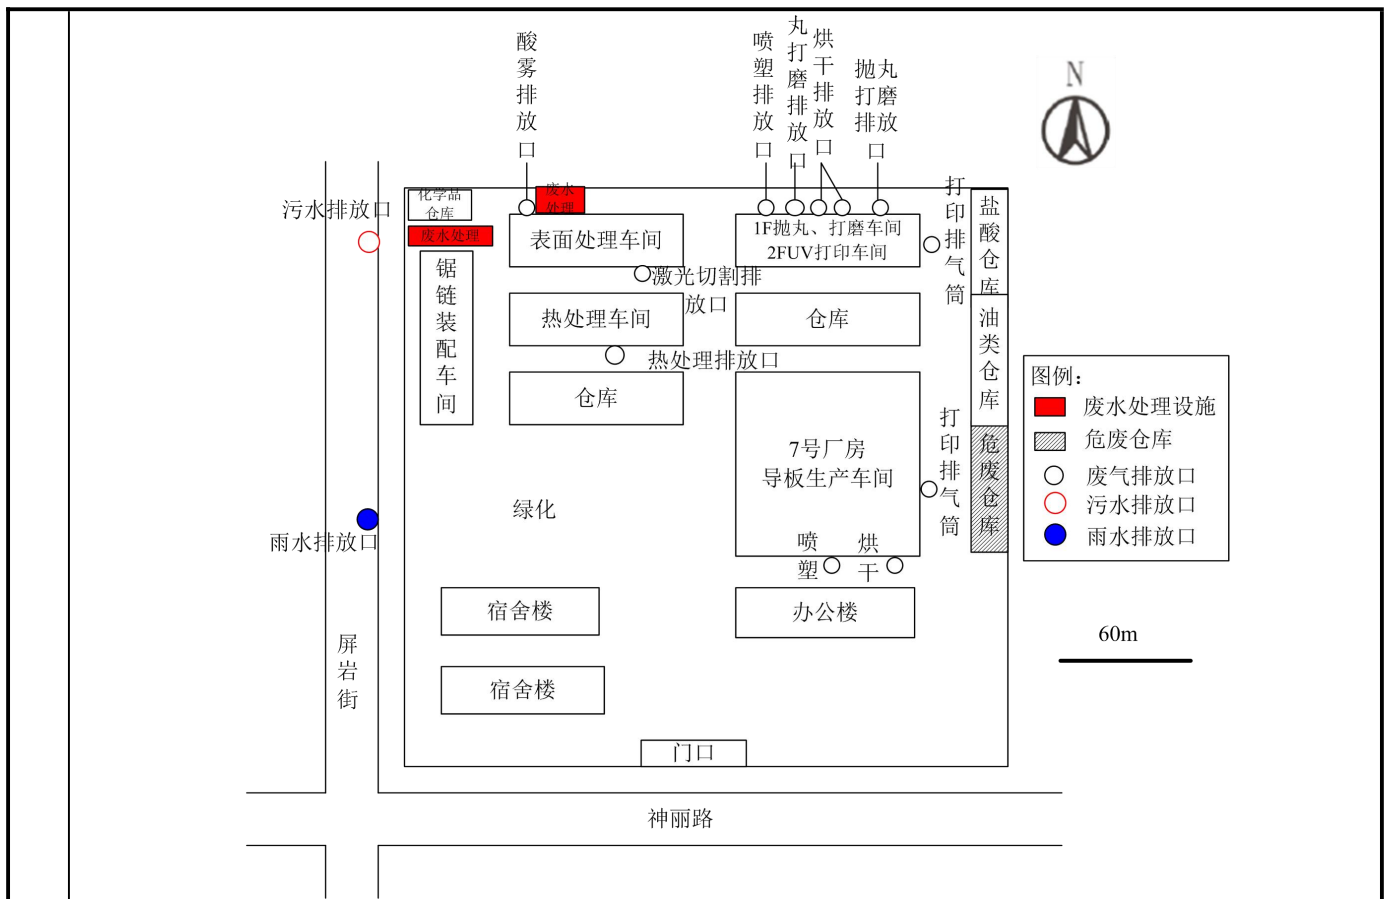 酸雾排放口
喷塑排放口
丸打磨排放口
烘干排放口
抛丸
打磨
排放
口
N
污水排放口
化学品
仓库
废水处理
废水
处理
表面处理车间
1F抛丸、打磨车间
2FUV打印车间
打印排气筒
盐酸仓库
锯链装配车间
激光切割排
放口
热处理车间
仓库
油类仓库
热处理排放口
仓库
7号厂房
导板生产车间
打印排气筒
危废仓库
图例：
废水处理设施
危废仓库
废气排放口
污水排放口
雨水排放口
绿化
雨水排放口
喷塑
烘干
宿舍楼
办公楼
60m
屏岩街
宿舍楼
门口
神丽路